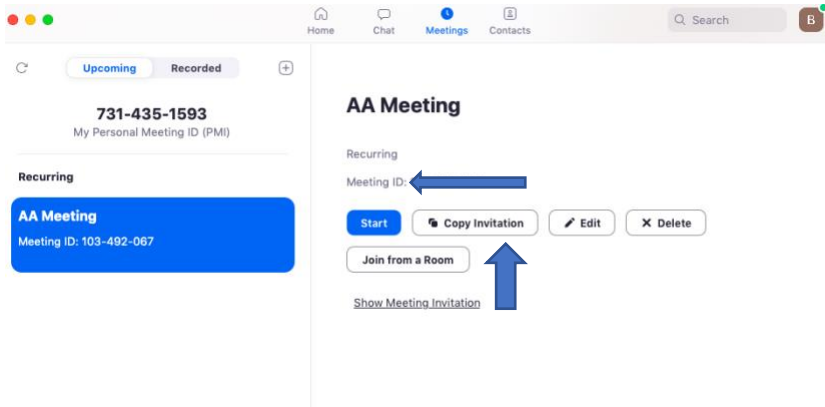 Home Chat Meetings Contacts
Search
B
Upcoming Recorded
731-435-1593
My Personal Meeting ID (PMI)
Recurring
AA Meeting
Meeting ID: 103-492-067
AA Meeting
Recurring
Meeting ID:
Start Copy Invitation Edit Delete
Join from a Room
Show Meeting Invitation